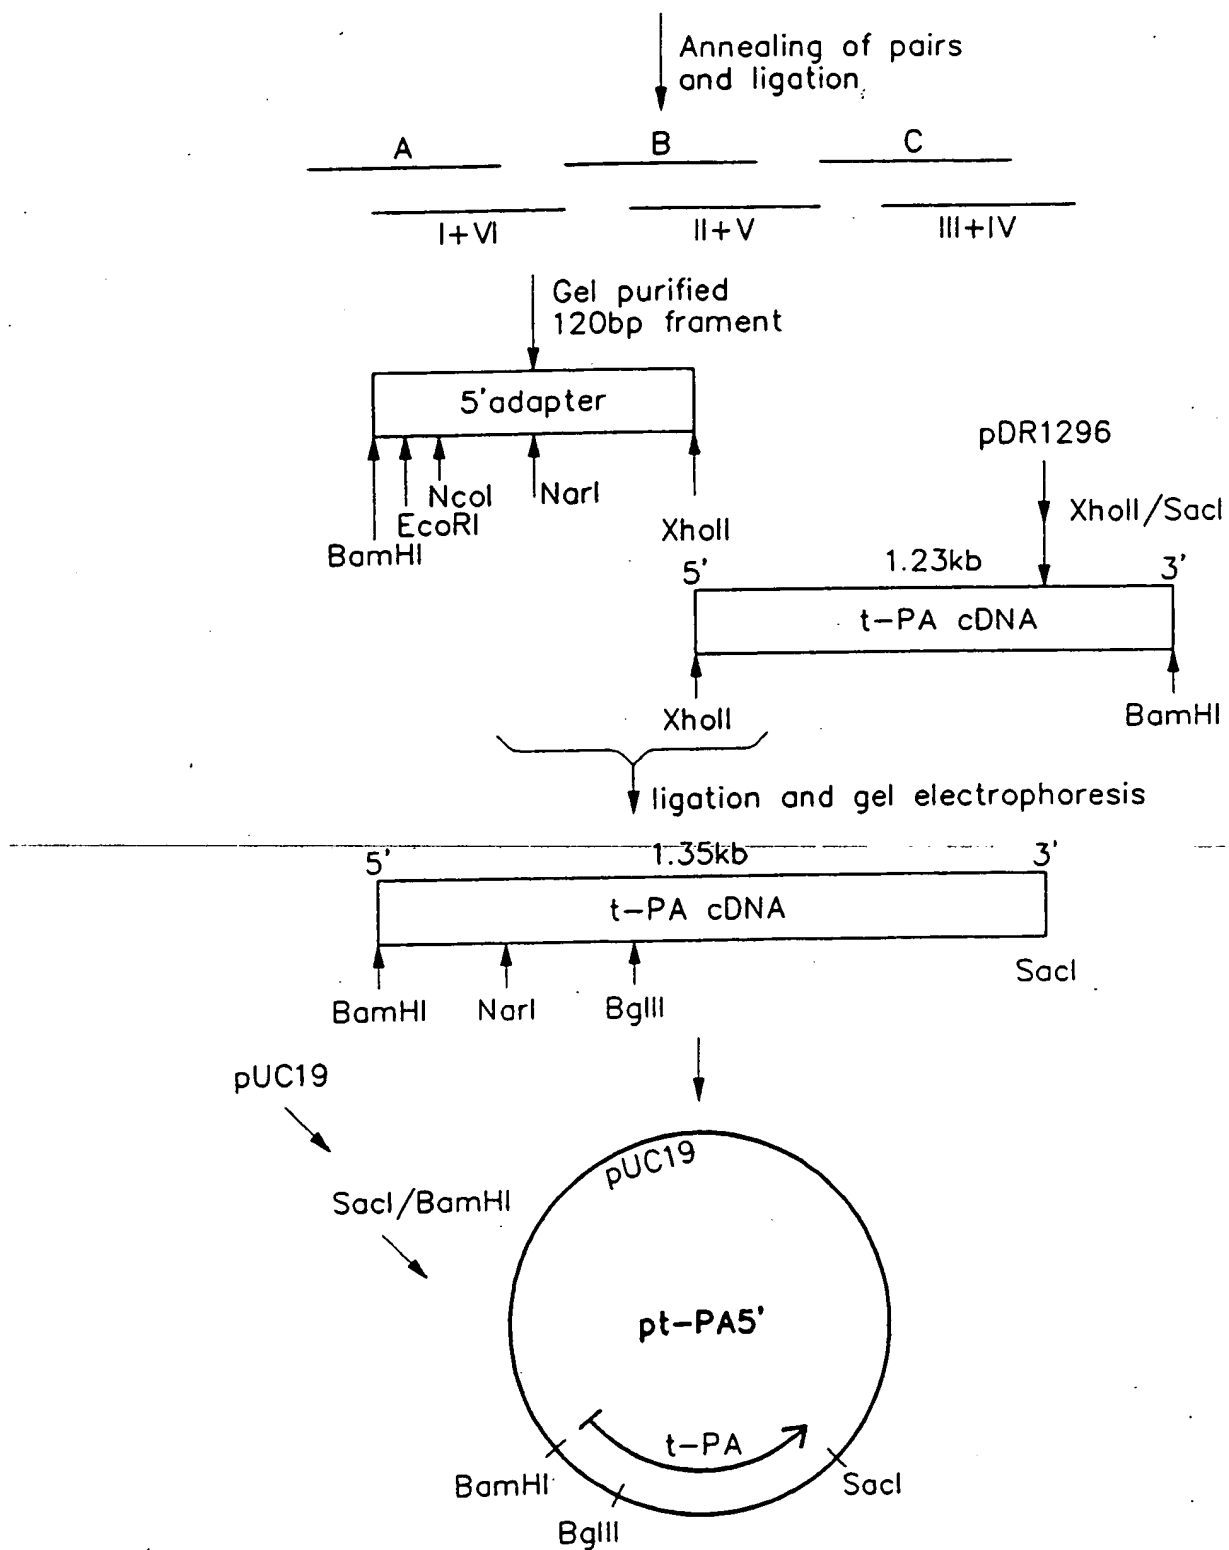 Annealing of pairs
and ligation
A
B
C
I+VI
II+V
III+IV
Gel purified
120bp frament
5'adapter
BamHI
EcoRI
NcoI
NarI
XhoII
pDR1296
XhoII/SacI
5'
1.23kb
3'
t-PA cDNA
XhoII
BamHI
ligation and gel electrophoresis
5'
1.35kb
3'
t-PA cDNA
BamHI
NarI
BglII
SacI
pUC19
SacI/BamHI
pUC19
pt-PA5'
t-PA
BamHI
BglII
SacI